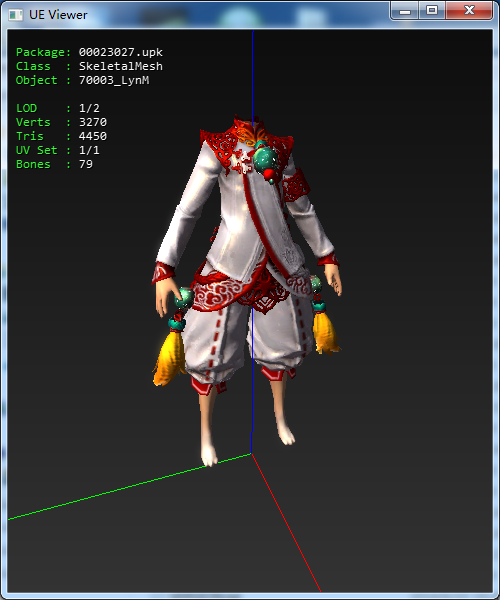 UE Viewer
Package: 00023027.upk
Class : SkeletalMesh
Object : 70003_LynM
LOD : 1/2
Verts : 3270
Tris : 4450
UV Set : 1/1
Bones : 79